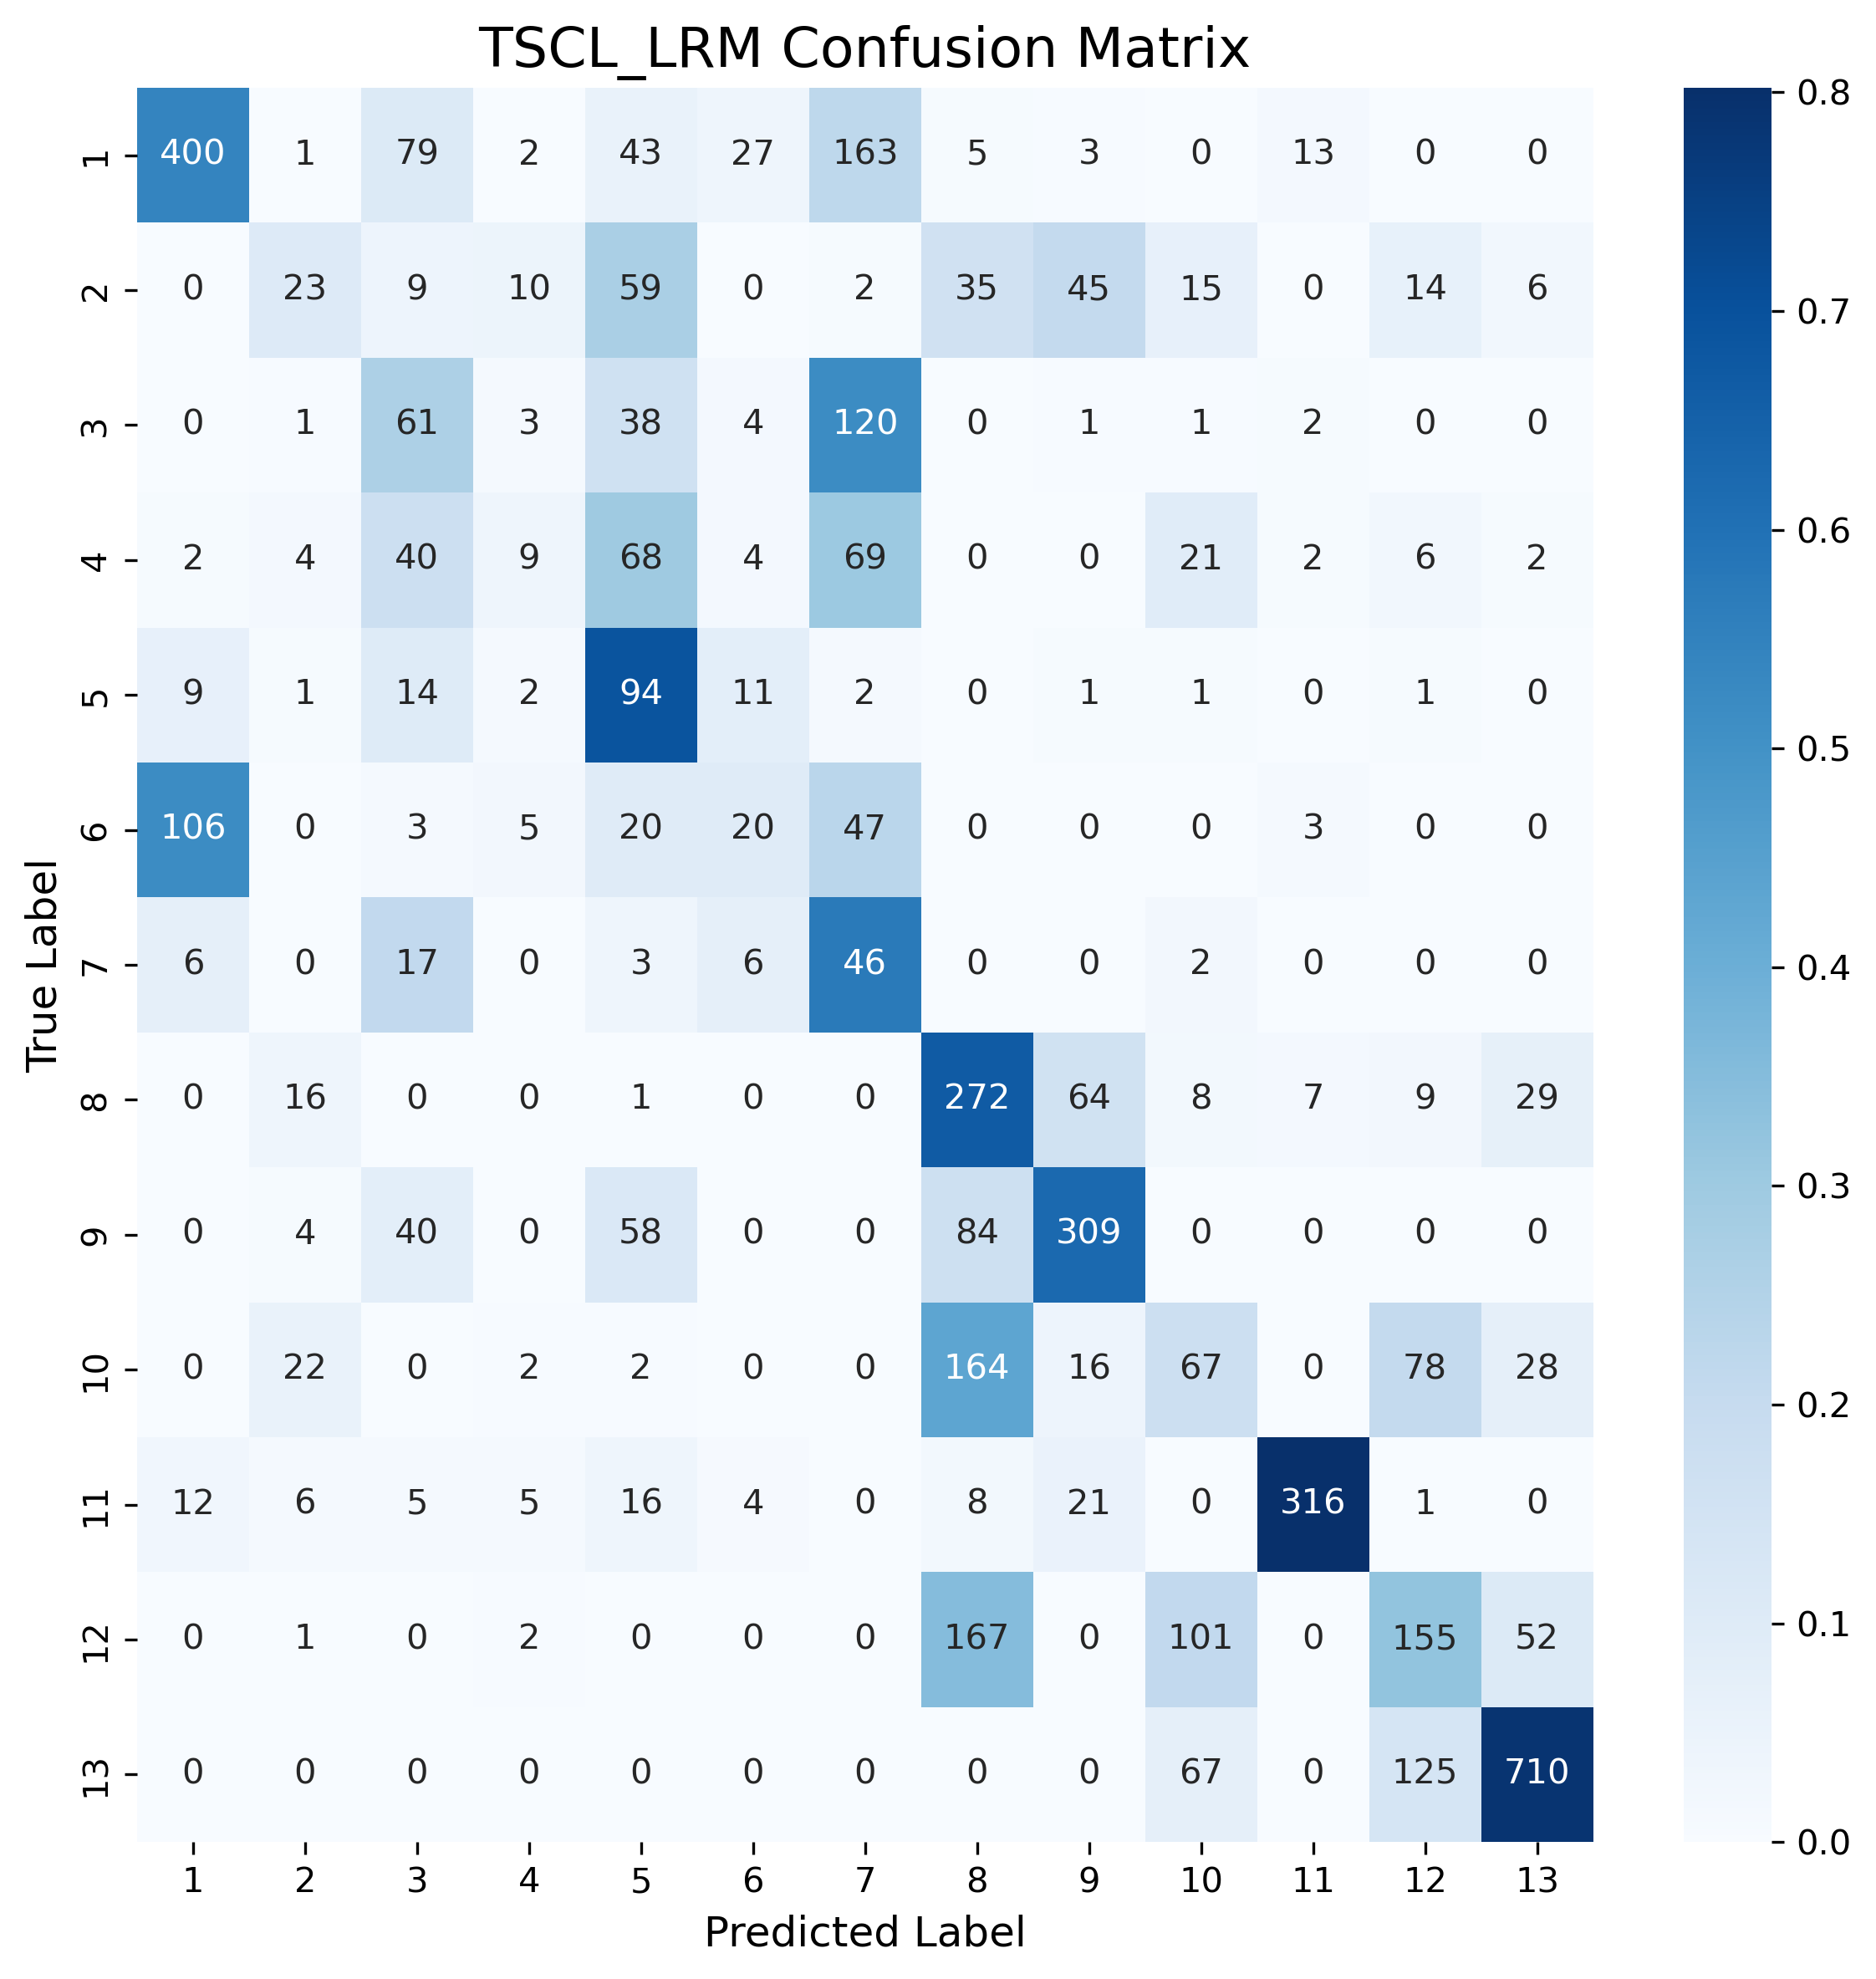 TSCL_LRM Confusion Matrix
1 400 1 79 2 43 27 163 5 3 0 13 0 0
2 0 23 9 10 59 0 2 35 45 15 0 14 6
3 0 1 61 3 38 4 120 0 1 1 2 0 0
4 2 4 40 9 68 4 69 0 0 21 2 6 2
5 9 1 14 2 94 11 2 0 1 1 0 1 0
6 106 0 3 5 20 20 47 0 0 0 3 0 0
7 6 0 17 0 3 6 46 0 0 2 0 0 0
8 0 16 0 0 1 0 0 272 64 8 7 9 29
9 0 4 40 0 58 0 0 84 309 0 0 0 0
10 0 22 0 2 2 0 0 164 16 67 0 78 28
11 12 6 5 5 16 4 0 8 21 0 316 1 0
12 0 1 0 2 0 0 0 167 0 101 0 155 52
13 0 0 0 0 0 0 0 0 0 67 0 125 710
1 2 3 4 5 6 7 8 9 10 11 12 13
Predicted Label
True Label
0.8
0.7
0.6
0.5
0.4
0.3
0.2
0.1
0.0